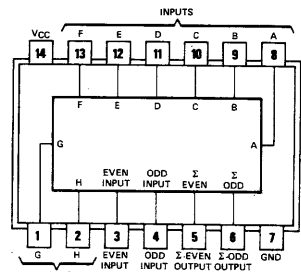 INPUTS
VCC F E D C B A
14 13 12 11 10 9 8
F E D C B
G A
H EVEN INPUT ODD INPUT Σ EVEN Σ ODD
1 2 3 4 5 6 7
G H EVEN INPUT ODD INPUT Σ-EVEN OUTPUT Σ-ODD OUTPUT GND